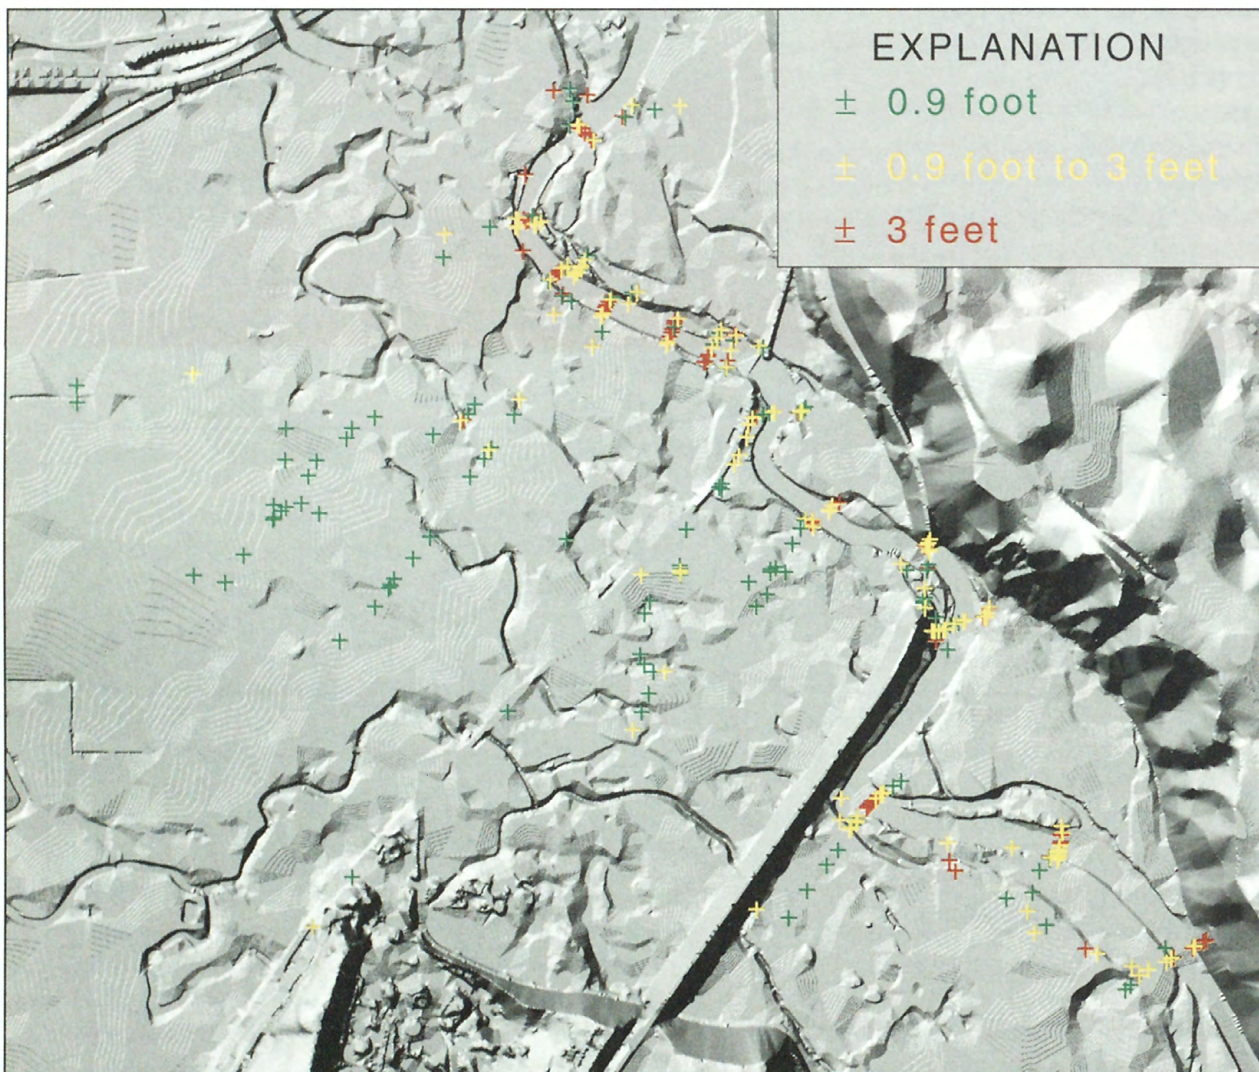 EXPLANATION
± 0.9 foot
± 0.9 foot to 3 feet
± 3 feet